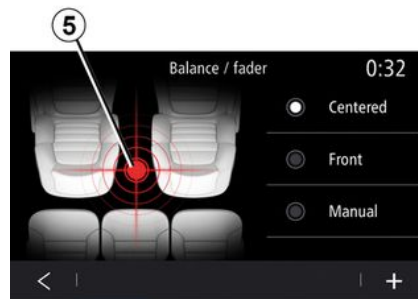 5
Balance / fader 0:32
Centered
Front
Manual
< +